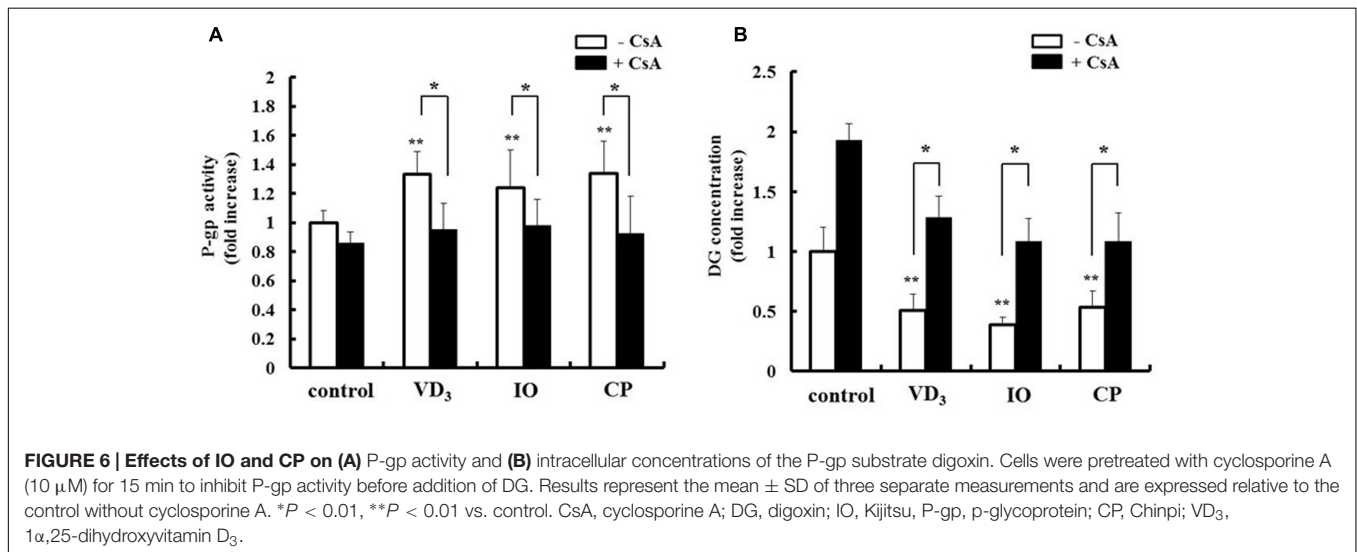 A
- CsA
+ CsA
P-gp activity
(fold increase)
2
1.8
1.6
1.4
1.2
1
0.8
0.6
0.4
0.2
0
*
*
*
**
**
**
control
VD3
IO
CP
B
- CsA
+ CsA
DG concentration
(fold increase)
2.5
2
1.5
1
0.5
0
*
*
*
**
**
**
control
VD3
IO
CP
FIGURE 6 | Effects of IO and CP on (A) P-gp activity and (B) intracellular concentrations of the P-gp substrate digoxin. Cells were pretreated with cyclosporine A
(10 μM) for 15 min to inhibit P-gp activity before addition of DG. Results represent the mean ± SD of three separate measurements and are expressed relative to the
control without cyclosporine A. *P < 0.01, **P < 0.01 vs. control. CsA, cyclosporine A; DG, digoxin; IO, Kijitsu, P-gp, p-glycoprotein; CP, Chinpi; VD3,
1α,25-dihydroxyvitamin D3.